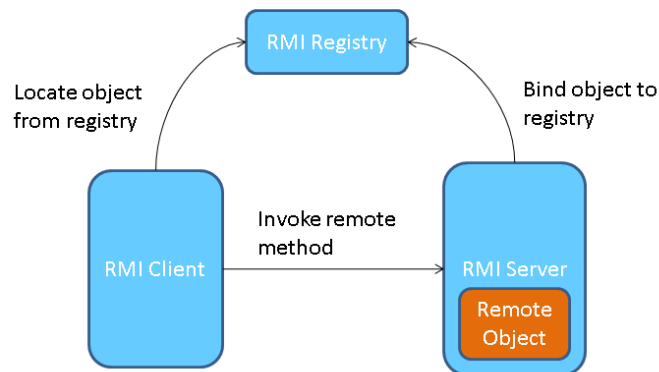 RMI Registry
Locate object
from registry
Bind object to
registry
Invoke remote
method
RMI Client
RMI Server
Remote
Object